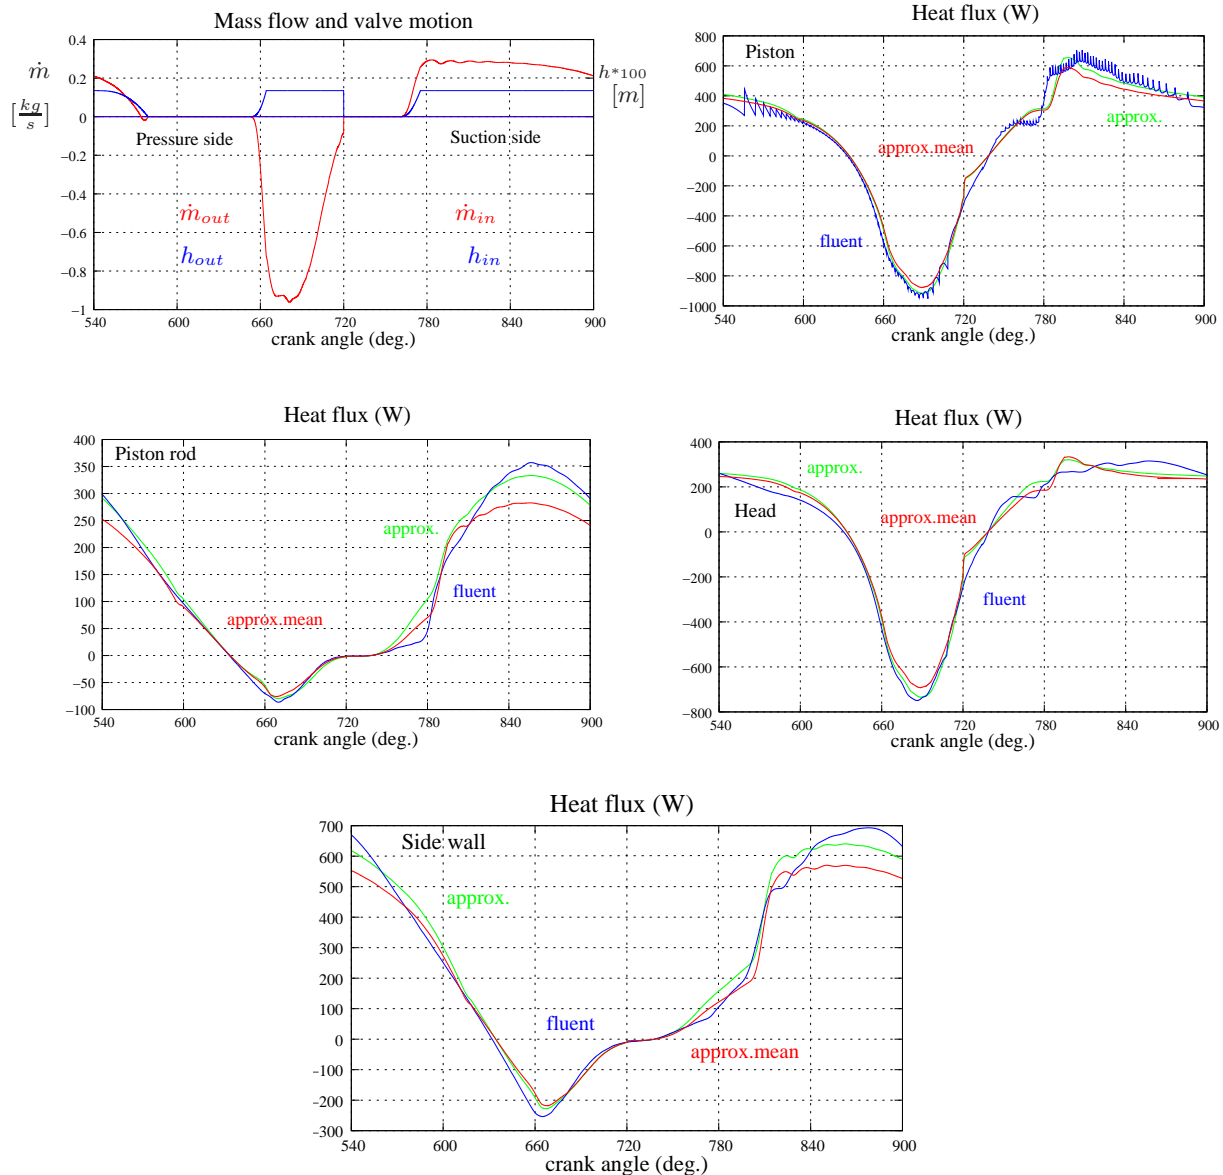 Mass flow and valve motion
0.4
0.2
0
−0.2
−0.4
−0.6
−0.8
−1
ṁ
[kg/s]
h*100
[m]
Pressure side
Suction side
ṁout
ṁin
hout
hin
540 600 660 720 780 840 900
crank angle (deg.)
Heat flux (W)
800
600
400
200
0
−200
−400
−600
−800
−1000
Piston
approx.
approx.mean
fluent
540 600 660 720 780 840 900
crank angle (deg.)
Heat flux (W)
400
350
300
250
200
150
100
50
0
−50
−100
Piston rod
approx.
fluent
approx.mean
540 600 660 720 780 840 900
crank angle (deg.)
Heat flux (W)
400
200
0
−200
−400
−600
−800
approx.
Head
approx.mean
fluent
540 600 660 720 780 840 900
crank angle (deg.)
Heat flux (W)
700
600
500
400
300
200
100
0
−100
−200
−300
Side wall
approx.
fluent
approx.mean
540 600 660 720 780 840 900
crank angle (deg.)